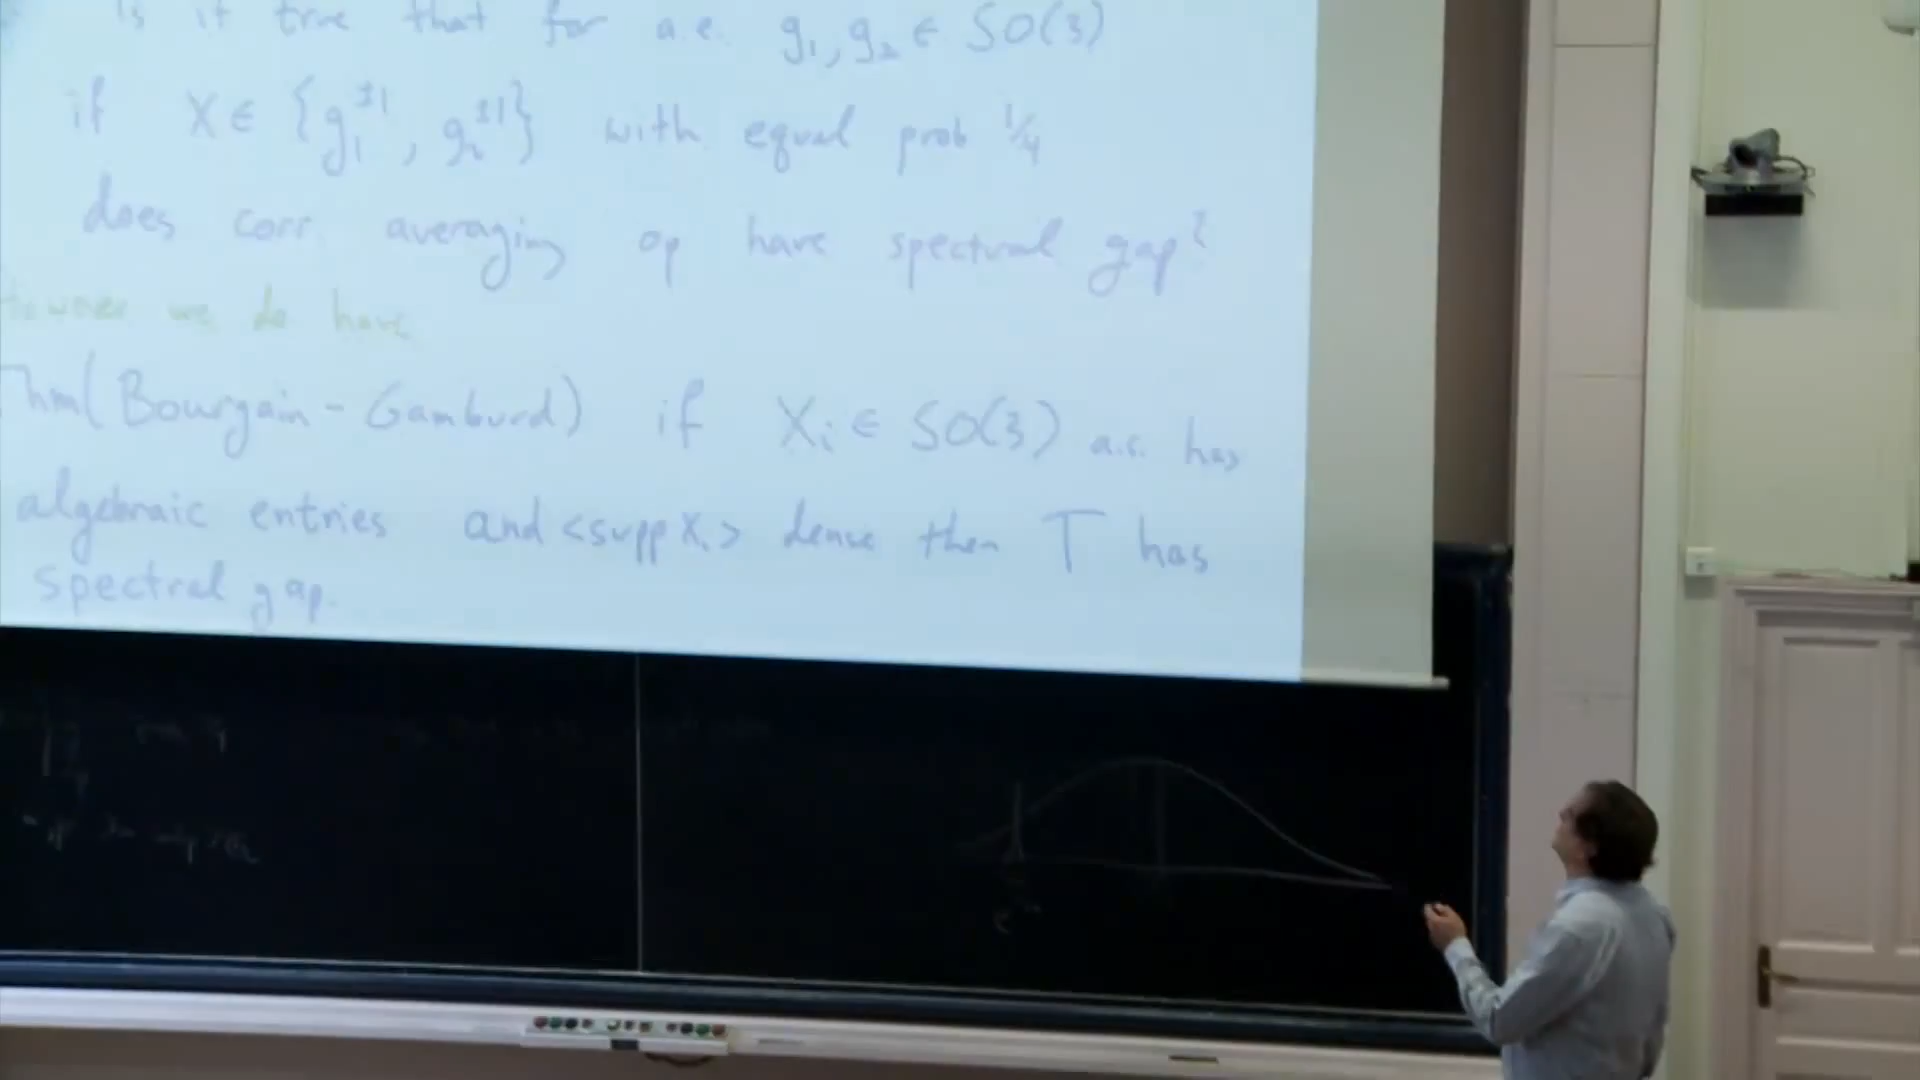 Is it true that for a.e. g₁, g₂ ∈ SO(3)
if X ∈ {g₁^±1, g₂^±1} with equal prob 1/4
does corr. averaging op have spectral gap?
However we do have
Thm (Bourgain - Gamburd) if Xᵢ ∈ SO(3) a.s. has
algebraic entries and <supp Xᵢ> dense then T has
spectral gap.